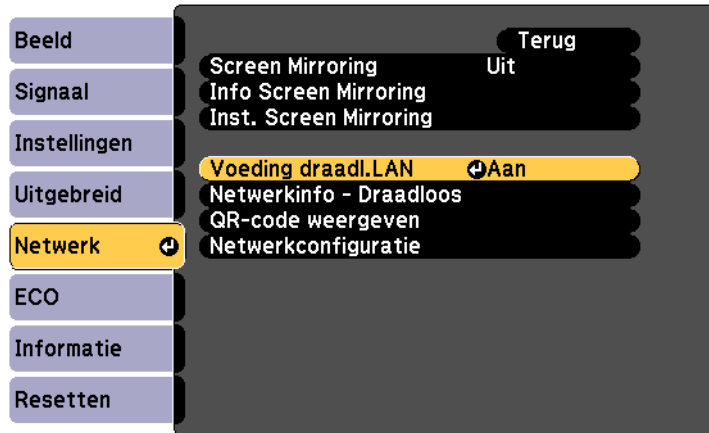 Beeld
Signaal
Instellingen
Uitgebreid
Netwerk
ECO
Informatie
Resetten
Terug
Screen Mirroring Uit
Info Screen Mirroring
Inst. Screen Mirroring
Voeding draadl.LAN Aan
Netwerkinfo - Draadloos
QR-code weergeven
Netwerkconfiguratie